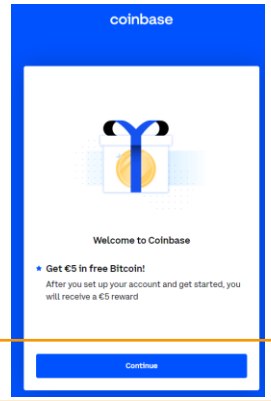 coinbase
Welcome to Coinbase
Get €5 in free Bitcoin!
After you set up your account and get started, you
will receive a €5 reward
Continue